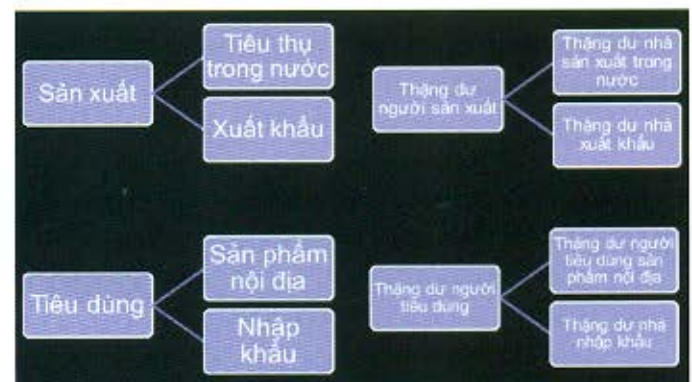 Sản xuất
Tiêu thụ
trong nước
Xuất khẩu
Thặng dư
người sản xuất
Thặng dư nhà
sản xuất trong
nước
Thặng dư nhà
xuất khẩu
Tiêu dùng
Sản phẩm
nội địa
Nhập
khẩu
Thặng dư người
tiêu dùng
Thặng dư người
tiêu dùng sản
phẩm nội địa
Thặng dư nhà
nhập khẩu